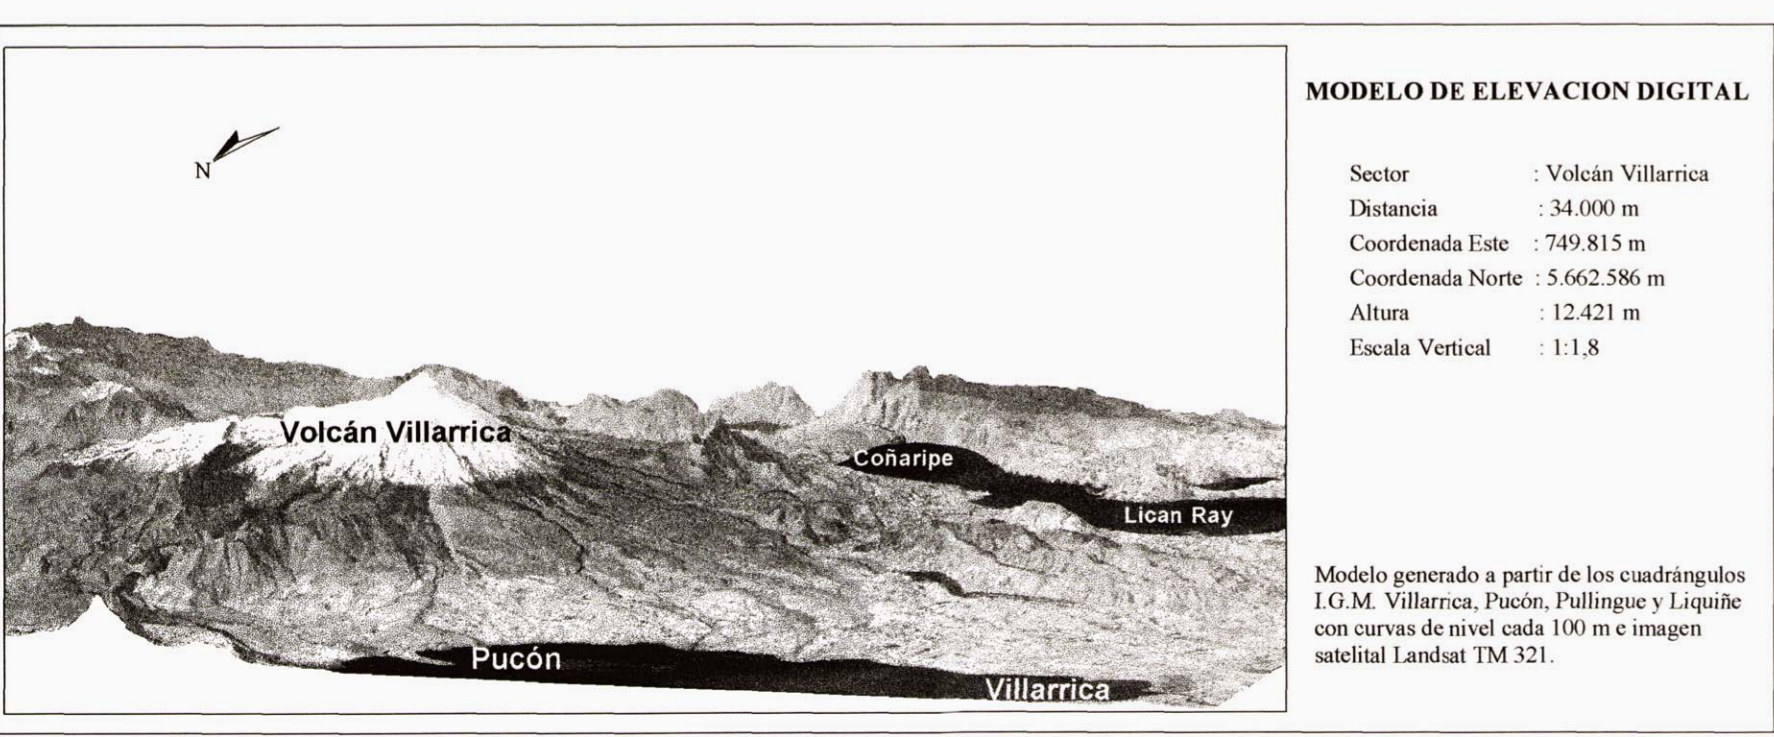 MODELO DE ELEVACION DIGITAL
N
Sector : Volcán Villarrica
Distancia : 34.000 m
Coordenada Este : 749.815 m
Coordenada Norte : 5.662.586 m
Altura : 12.421 m
Escala Vertical : 1:1,8
Volcán Villarrica
Coñaripe
Lican Ray
Pucón
Villarrica
Modelo generado a partir de los cuadrángulos
I.G.M. Villarrica, Pucón, Pullingue y Liquiñe
con curvas de nivel cada 100 m e imagen
satelital Landsat TM 321.